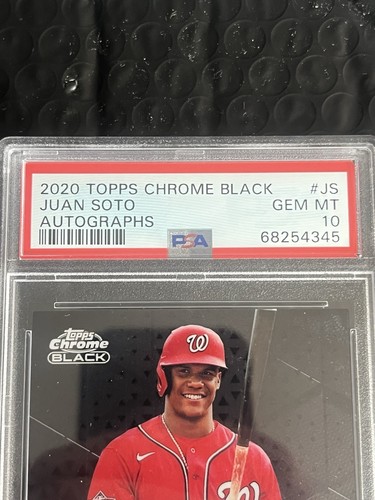 2020 TOPPS CHROME BLACK #JS
JUAN SOTO GEM MT
AUTOGRAPHS 10
PSA 68254345
Topps
Chrome
BLACK
W
W